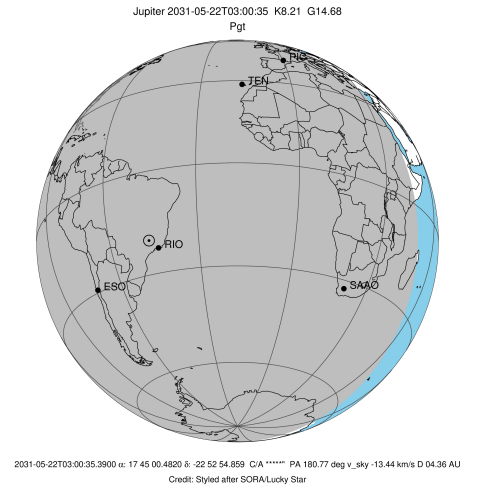 Jupiter 2031-05-22T03:00:35 K8.21 G14.68
Pgt
PIC
TEN
RIO
ESO
SAAO
2031-05-22T03:00:35.3900 α: 17 45 00.4820 δ: -22 52 54.859 C/A *****" PA 180.77 deg v_sky -13.44 km/s D 04.36 AU
Credit: Styled after SORA/Lucky Star